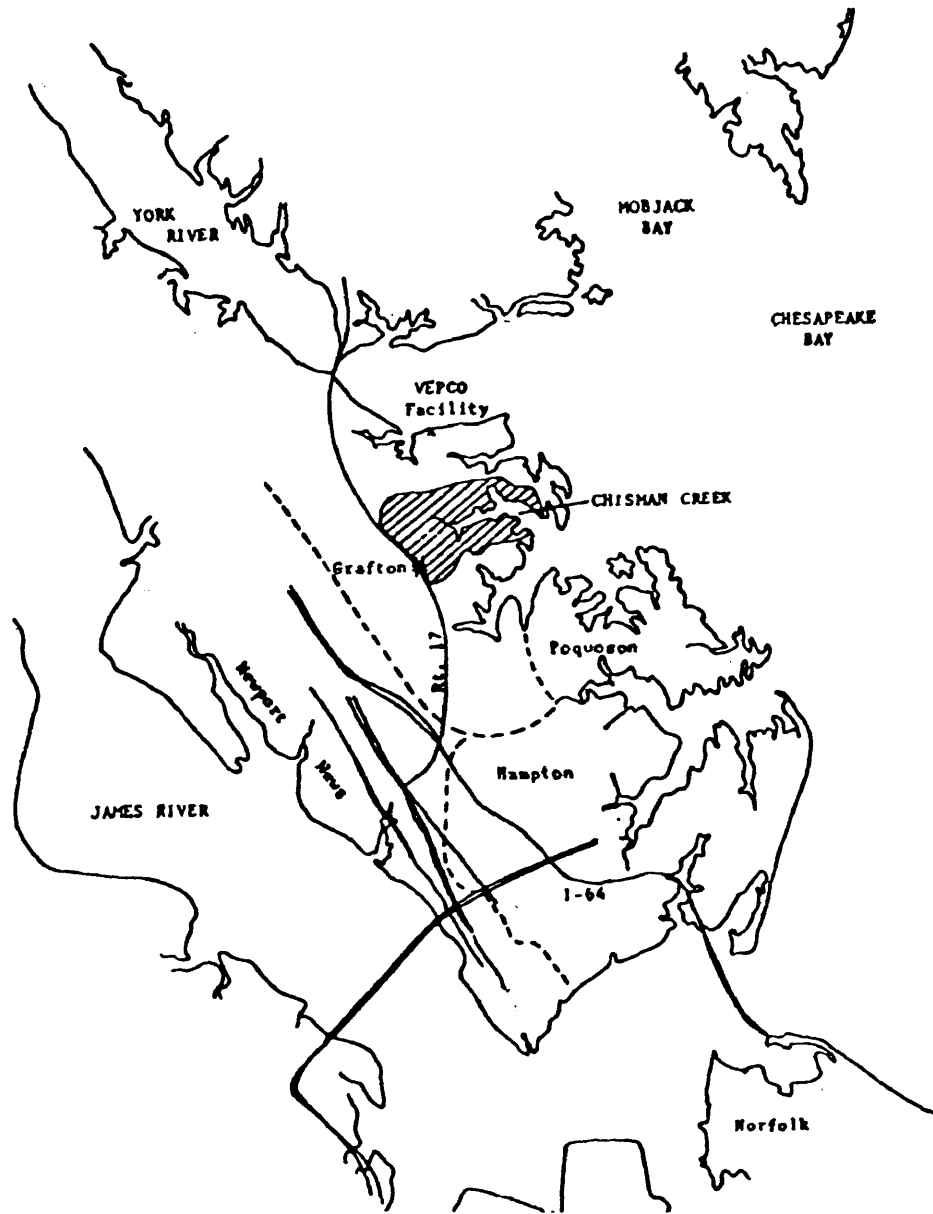 MOBJACK
BAY
YORK
RIVER
CHESAPEAKE
BAY
VEPCO
Facility
CHISMAN CREEK
Grafton
Rt. 17
Poquoson
Newport
News
Hampton
JAMES RIVER
I-64
Norfolk